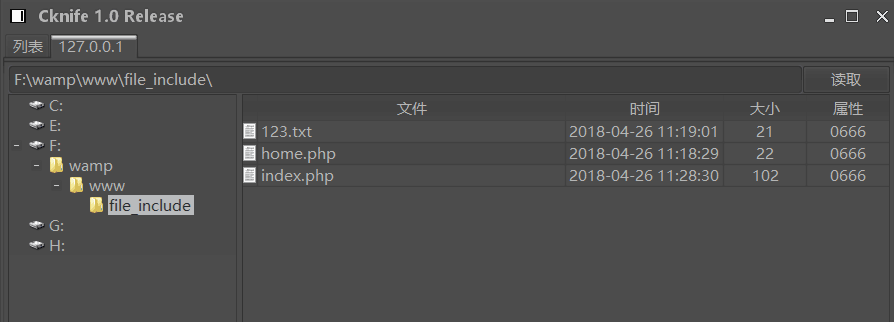 Cknife 1.0 Release
列表 127.0.0.1
F:\wamp\www\file_include\ 读取
C:
E:
F:
wamp
www
file_include
G:
H:
文件 时间 大小 属性
123.txt 2018-04-26 11:19:01 21 0666
home.php 2018-04-26 11:18:29 22 0666
index.php 2018-04-26 11:28:30 102 0666